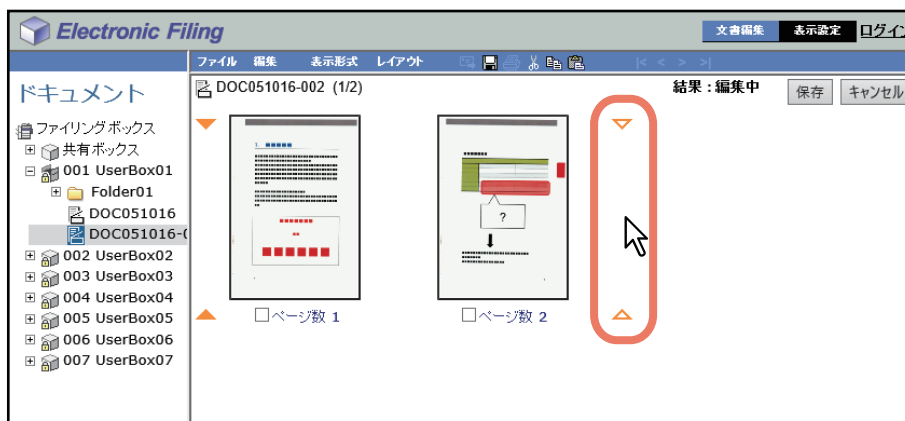 Electronic Filing
文書編集 表示設定 ログイン
ファイル 編集 表示形式 レイアウト |< < > >|
ドキュメント
DOC051016-002 (1/2)
結果：編集中
保存 キャンセル
ファイリングボックス
共有ボックス
001 UserBox01
Folder01
DOC051016
DOC051016-0
002 UserBox02
003 UserBox03
004 UserBox04
005 UserBox05
006 UserBox06
007 UserBox07
1.
?
ページ数 1
ページ数 2